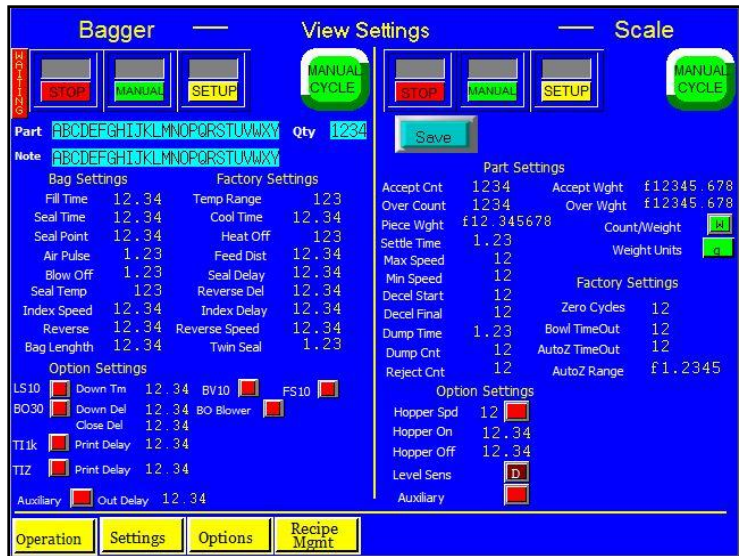 Bagger — View Settings — Scale
WAITING
STOP MANUAL SETUP MANUAL CYCLE
STOP MANUAL SETUP MANUAL CYCLE
Part ABCDEFGHIJKLMNOPQRSTUVWXY Qty 1234
Note ABCDEFGHIJKLMNOPQRSTUVWXY
Bag Settings Factory Settings
Fill Time 12.34 Temp Range 123
Seal Time 12.34 Cool Time 12.34
Seal Point 12.34 Heat Off 123
Air Pulse 1.23 Feed Dist 12.34
Blow Off 1.23 Seal Delay 12.34
Seal Temp 123 Reverse Del 12.34
Index Speed 12.34 Index Delay 12.34
Reverse 12.34 Reverse Speed 12.34
Bag Lenghth 12.34 Twin Seal 1.23
Option Settings
LS10 Down Tm 12.34 BV10 FS10
BO30 Down Del 12.34 BO Blower
Close Del 12.34
TI1k Print Delay 12.34
TIZ Print Delay 12.34
Auxiliary Out Delay 12.34
Save
Part Settings
Accept Cnt 1234 Accept Wght £12345.678
Over Count 1234 Over Wght £12345.678
Piece Wght £12.345678 Count/Weight W
Settle Time 1.23 Weight Units g
Max Speed 12
Min Speed 12 Factory Settings
Decel Start 12 Zero Cycles 12
Decel Final 12 Bowl TimeOut 12
Dump Time 1.23 AutoZ TimeOut 12
Dump Cnt 12 AutoZ Range £1.2345
Reject Cnt 12
Option Settings
Hopper Spd 12
Hopper On 12.34
Hopper Off 12.34
Level Sens D
Auxiliary
Operation Settings Options Recipe Mgmt